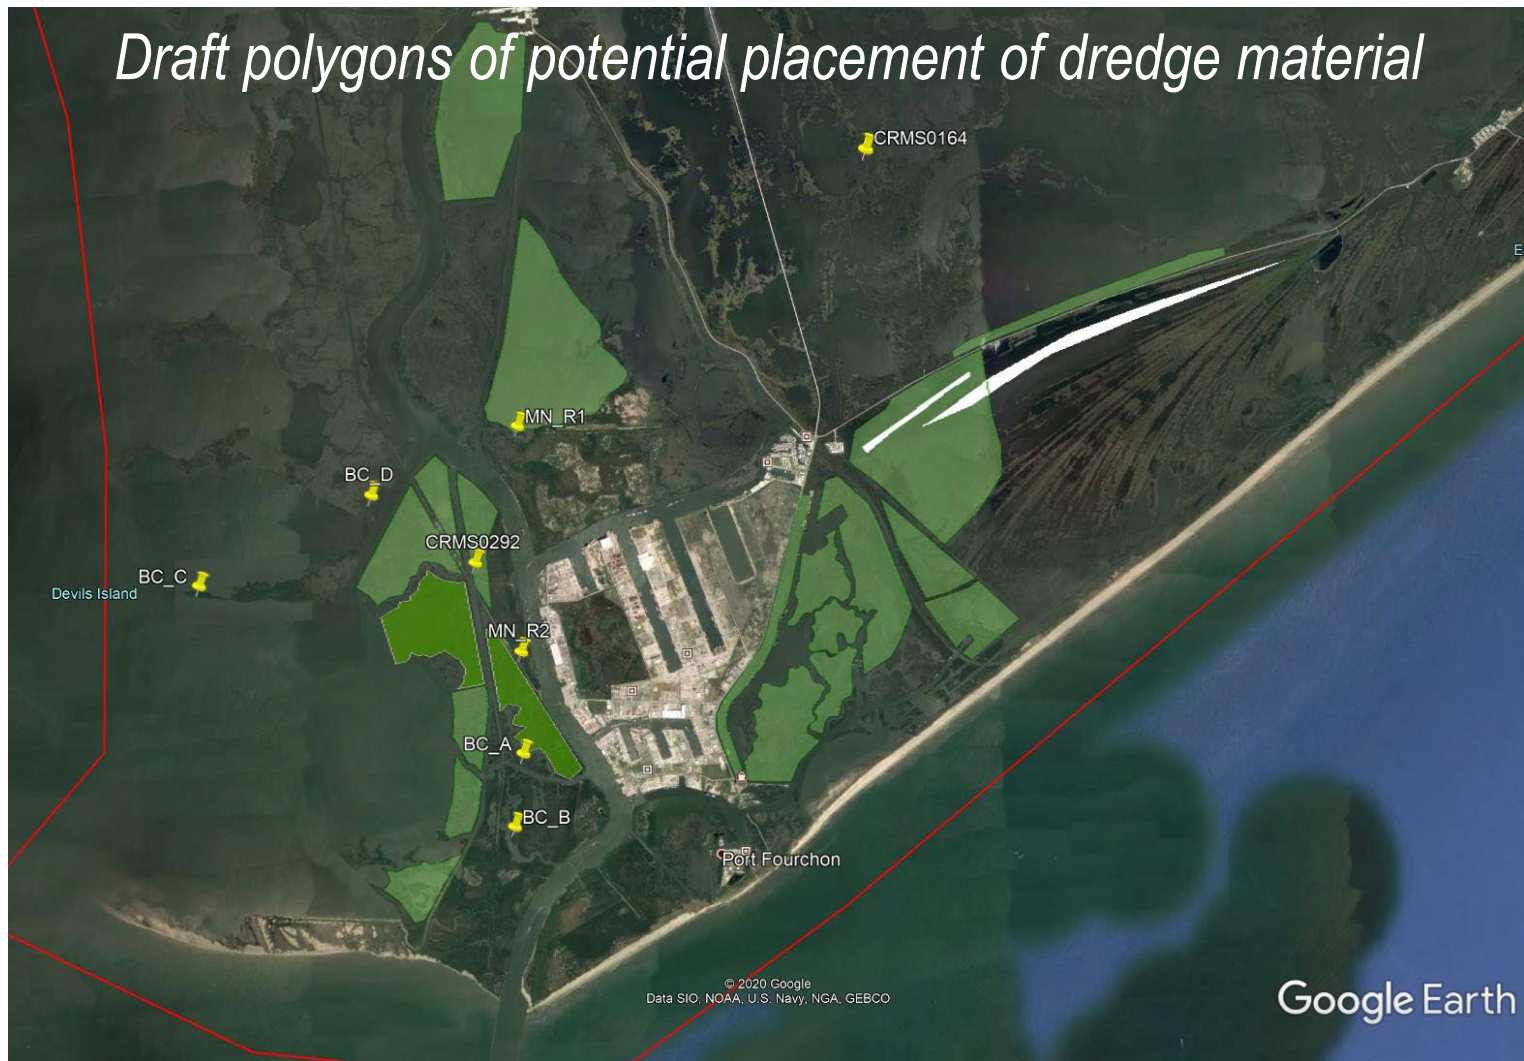 Draft polygons of potential placement of dredge material
CRMS0164
E
MN_R1
BC_D
CRMS0292
BC_C
Devils Island
MN_R2
BC_A
BC_B
Port Fourchon
© 2020 Google
Data SIO, NOAA, U.S. Navy, NGA, GEBCO
Google Earth